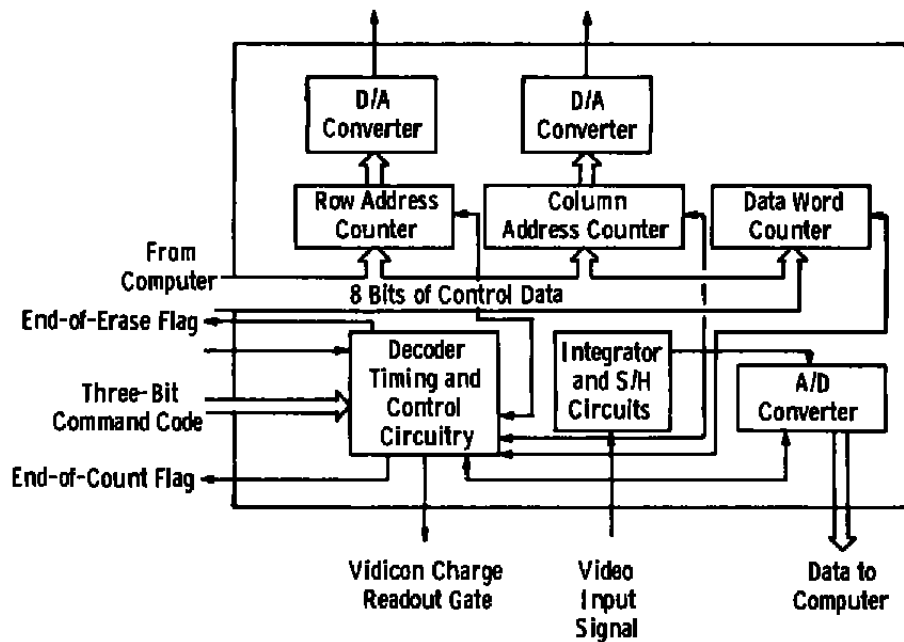 D/A
Converter
D/A
Converter
Row Address
Counter
Column
Address Counter
Data Word
Counter
From
Computer
8 Bits of Control Data
End-of-Erase Flag
Decoder
Timing and
Control
Circuitry
Integrator
and S/H
Circuits
A/D
Converter
Three-Bit
Command Code
End-of-Count Flag
Vidicon Charge
Readout Gate
Video
Input
Signal
Data to
Computer